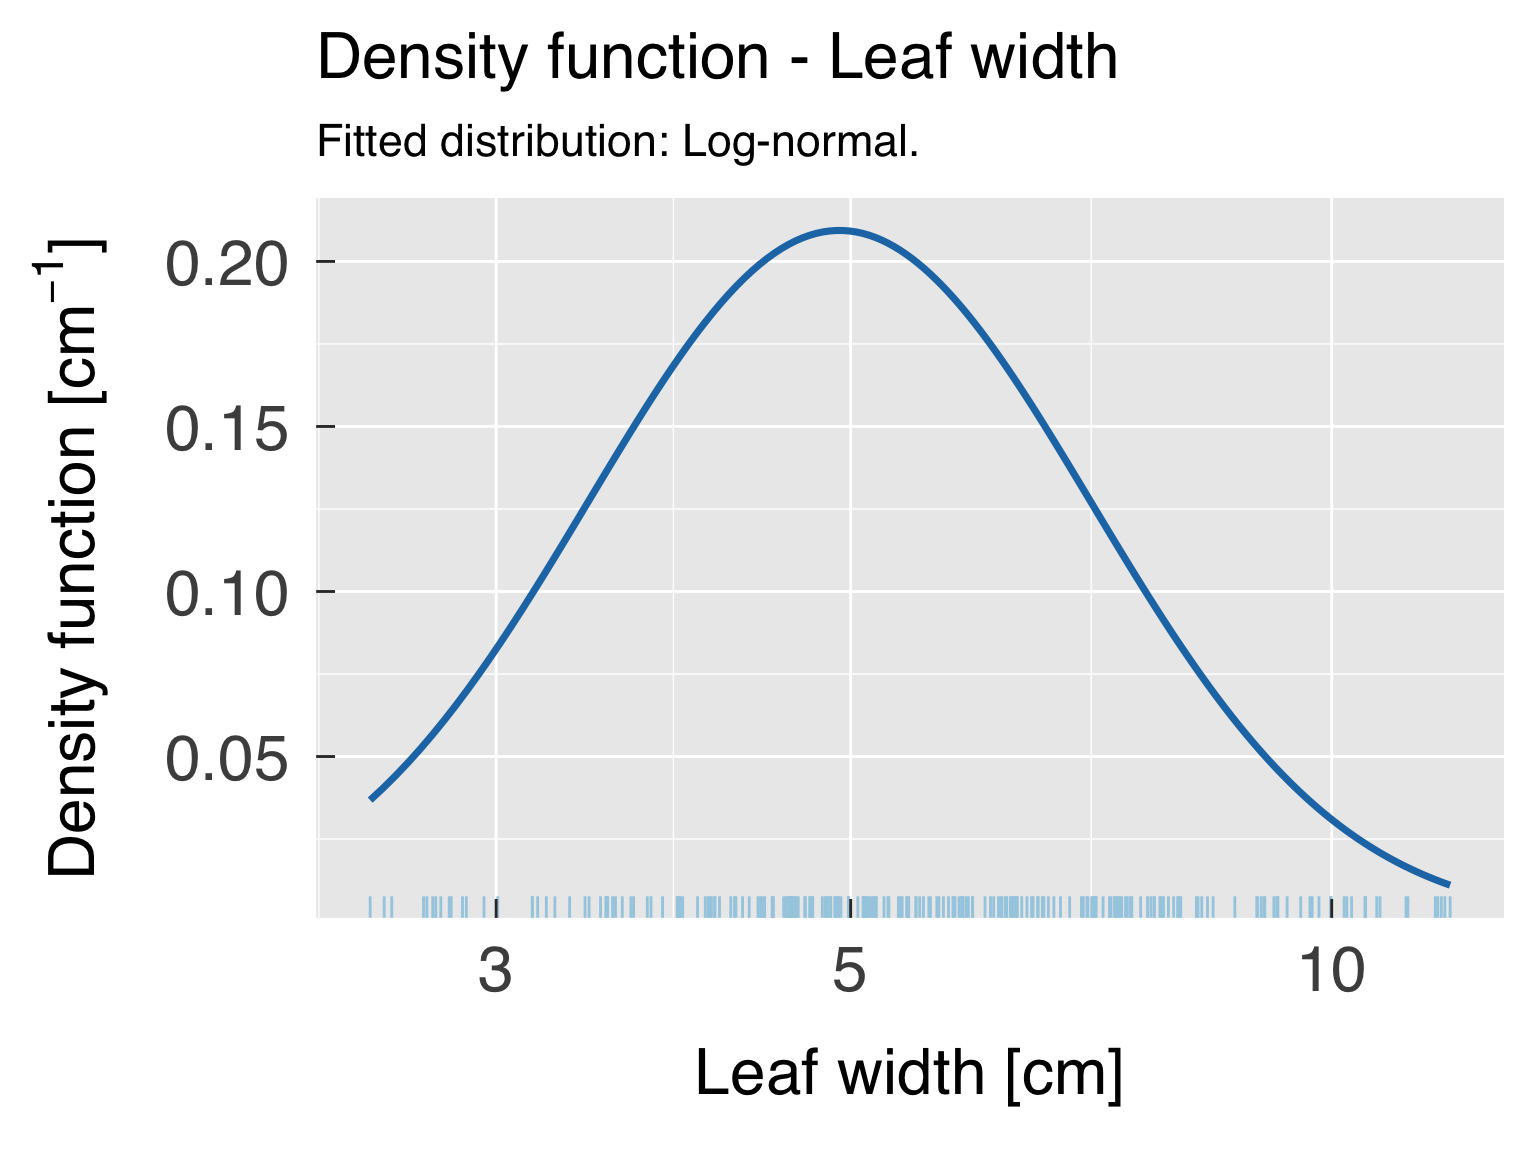 Density function - Leaf width
Fitted distribution: Log-normal.
Density function [cm⁻¹]
0.20
0.15
0.10
0.05
3 5 10
Leaf width [cm]